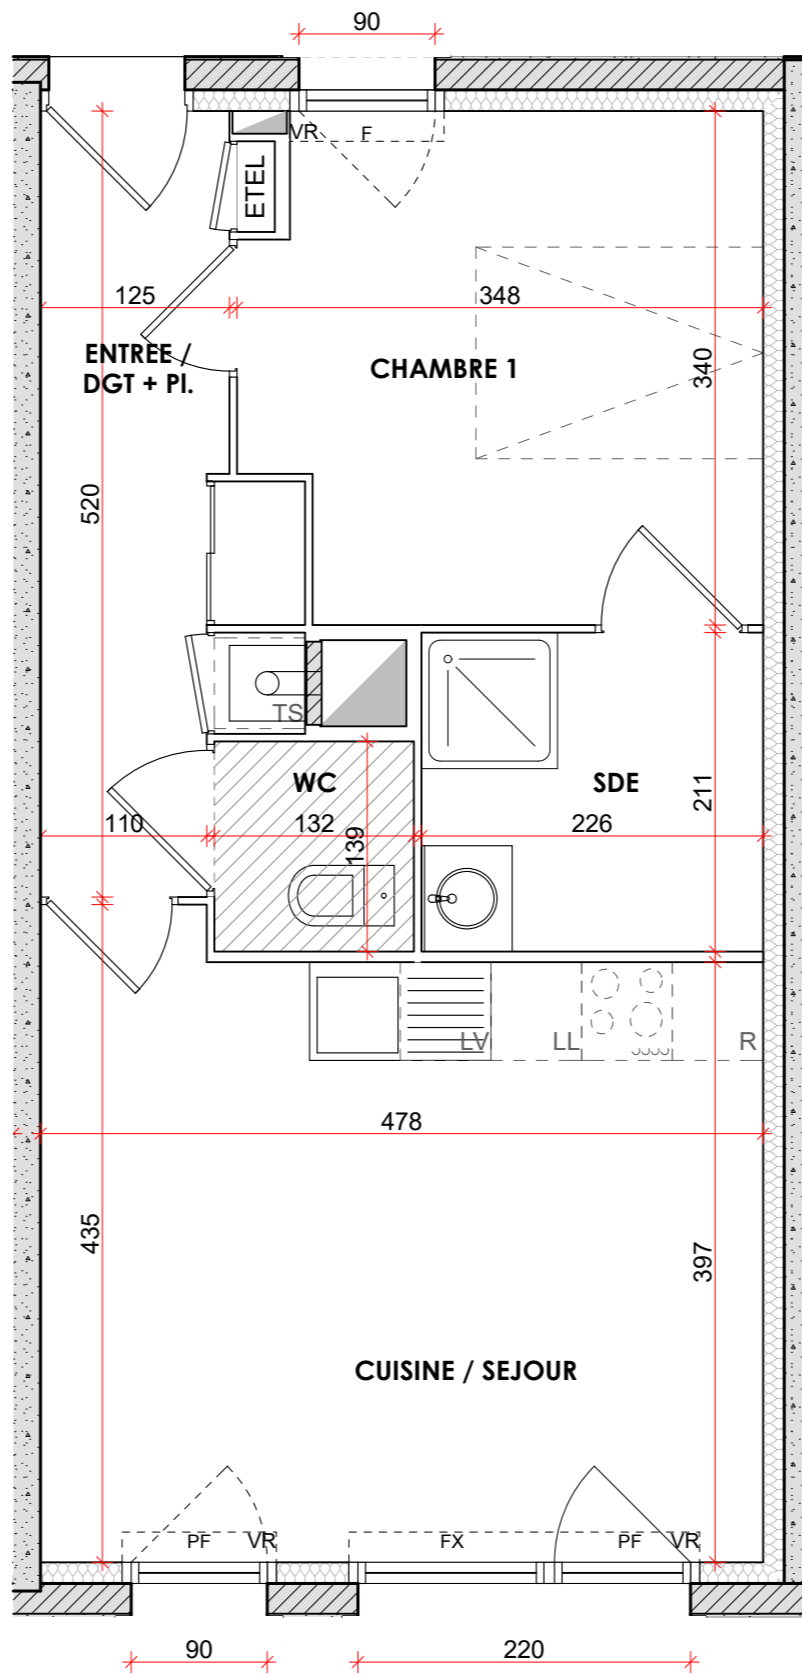 90
VR F
ETEL
125
348
ENTREE /
DGT + Pl.
CHAMBRE 1
340
520
TS
WC
SDE
110
132
139
226
211
LV LL R
478
435
397
CUISINE / SEJOUR
PF VR FX PF VR
90
220